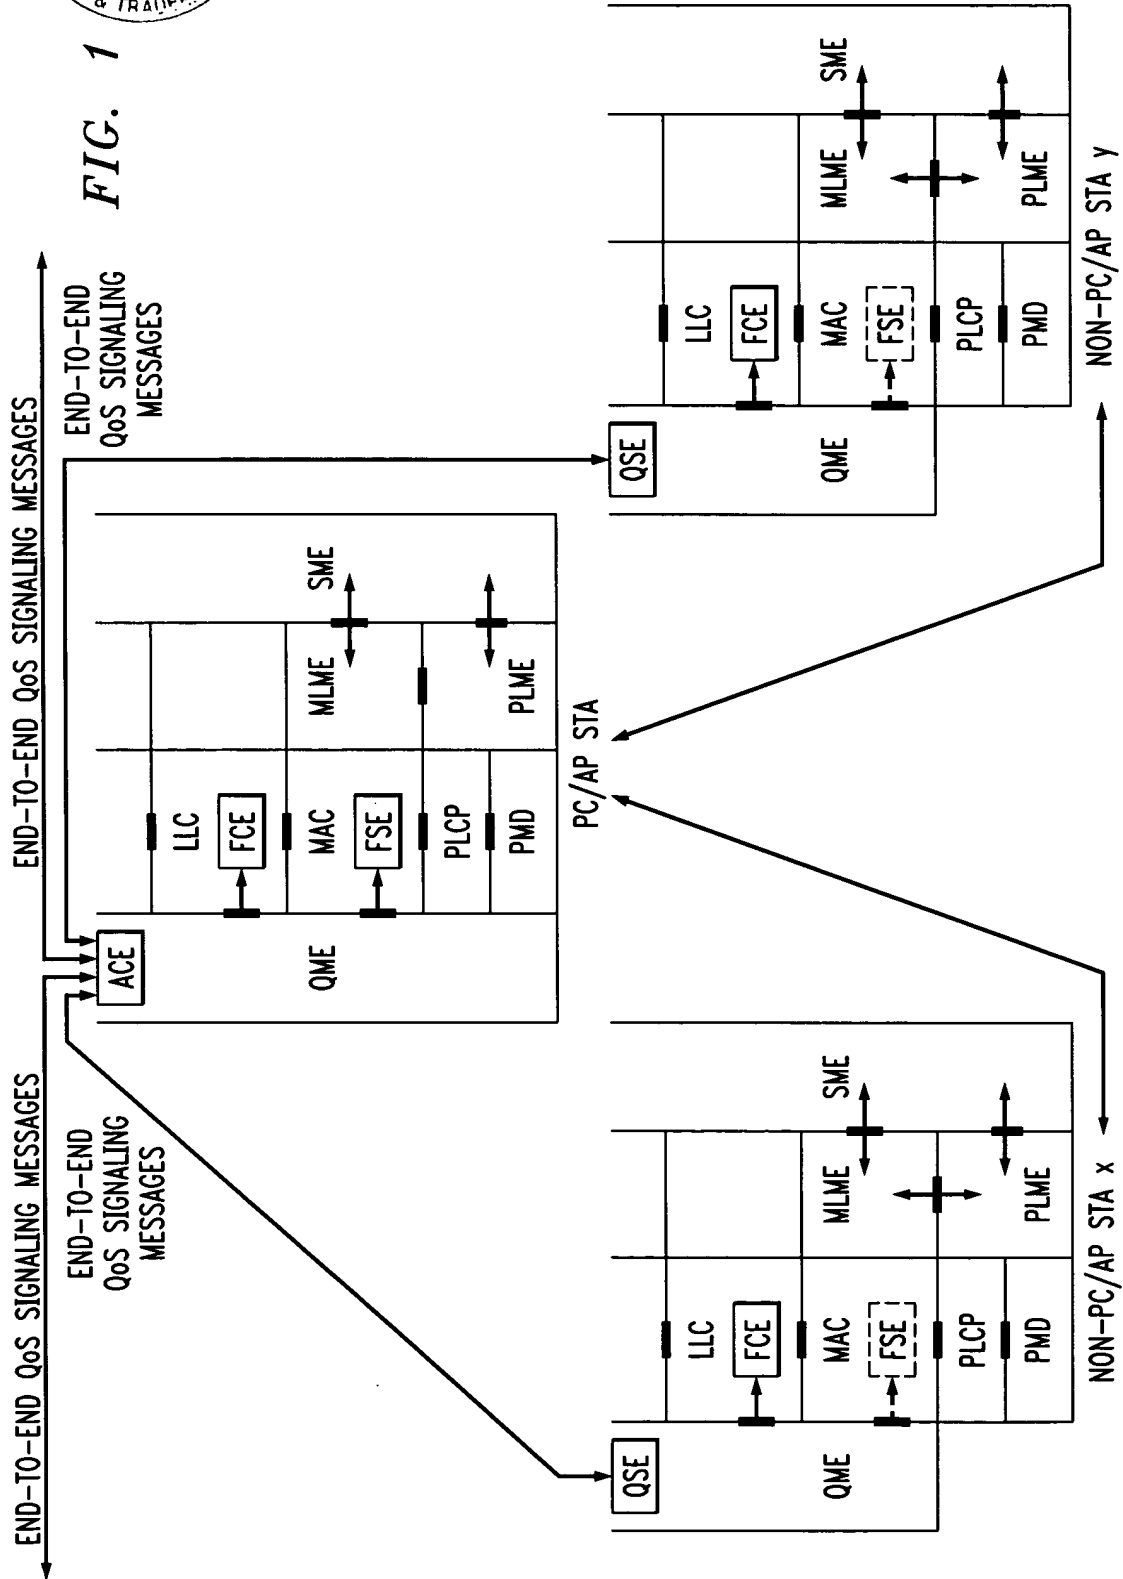 & TRADE
FIG. 1
END-TO-END QoS SIGNALING MESSAGES
END-TO-END QoS SIGNALING MESSAGES
END-TO-END
QoS SIGNALING
MESSAGES
END-TO-END
QoS SIGNALING
MESSAGES
ACE
QME
LLC
FCE
MAC
FSE
PLCP
PMD
MLME
PLME
SME
PC/AP STA
QSE
QME
LLC
FCE
MAC
FSE
PLCP
PMD
MLME
PLME
SME
NON-PC/AP STA x
QSE
QME
LLC
FCE
MAC
FSE
PLCP
PMD
MLME
PLME
SME
NON-PC/AP STA y